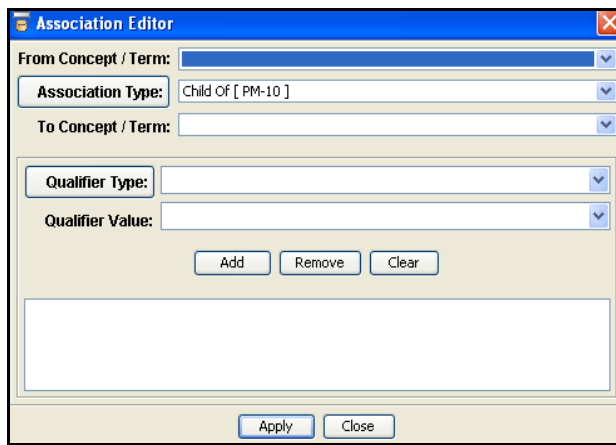 Association Editor
From Concept / Term:
Association Type: Child Of [ PM-10 ]
To Concept / Term:
Qualifier Type:
Qualifier Value:
Add Remove Clear
Apply Close